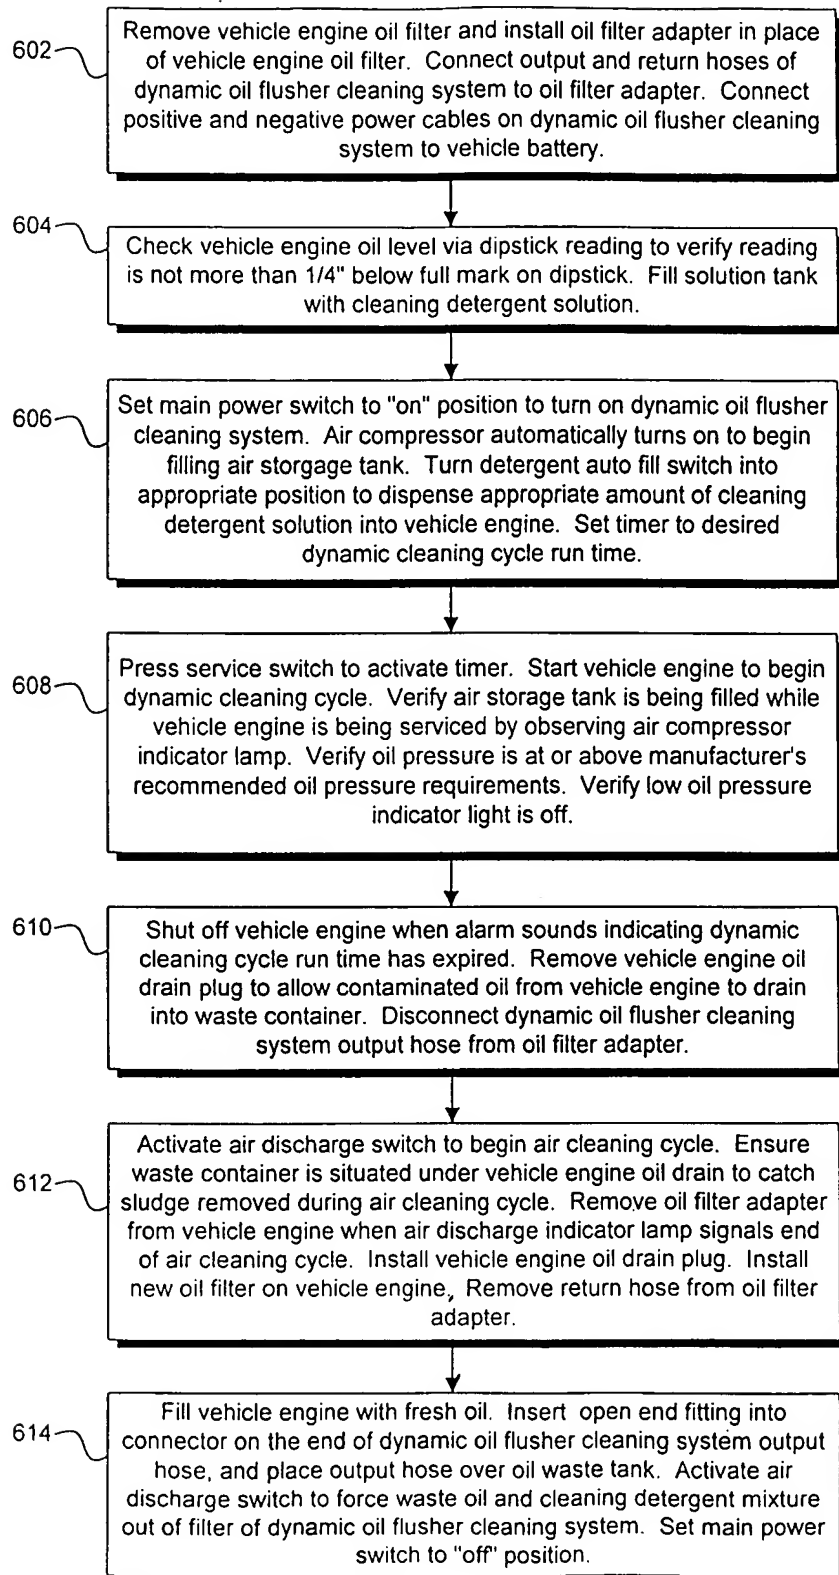 602
Remove vehicle engine oil filter and install oil filter adapter in place
of vehicle engine oil filter. Connect output and return hoses of
dynamic oil flusher cleaning system to oil filter adapter. Connect
positive and negative power cables on dynamic oil flusher cleaning
system to vehicle battery.
604
Check vehicle engine oil level via dipstick reading to verify reading
is not more than 1/4" below full mark on dipstick. Fill solution tank
with cleaning detergent solution.
606
Set main power switch to "on" position to turn on dynamic oil flusher
cleaning system. Air compressor automatically turns on to begin
filling air storgage tank. Turn detergent auto fill switch into
appropriate position to dispense appropriate amount of cleaning
detergent solution into vehicle engine. Set timer to desired
dynamic cleaning cycle run time.
608
Press service switch to activate timer. Start vehicle engine to begin
dynamic cleaning cycle. Verify air storage tank is being filled while
vehicle engine is being serviced by observing air compressor
indicator lamp. Verify oil pressure is at or above manufacturer's
recommended oil pressure requirements. Verify low oil pressure
indicator light is off.
610
Shut off vehicle engine when alarm sounds indicating dynamic
cleaning cycle run time has expired. Remove vehicle engine oil
drain plug to allow contaminated oil from vehicle engine to drain
into waste container. Disconnect dynamic oil flusher cleaning
system output hose from oil filter adapter.
612
Activate air discharge switch to begin air cleaning cycle. Ensure
waste container is situated under vehicle engine oil drain to catch
sludge removed during air cleaning cycle. Remove oil filter adapter
from vehicle engine when air discharge indicator lamp signals end
of air cleaning cycle. Install vehicle engine oil drain plug. Install
new oil filter on vehicle engine, Remove return hose from oil filter
adapter.
614
Fill vehicle engine with fresh oil. Insert open end fitting into
connector on the end of dynamic oil flusher cleaning system output
hose, and place output hose over oil waste tank. Activate air
discharge switch to force waste oil and cleaning detergent mixture
out of filter of dynamic oil flusher cleaning system. Set main power
switch to "off" position.